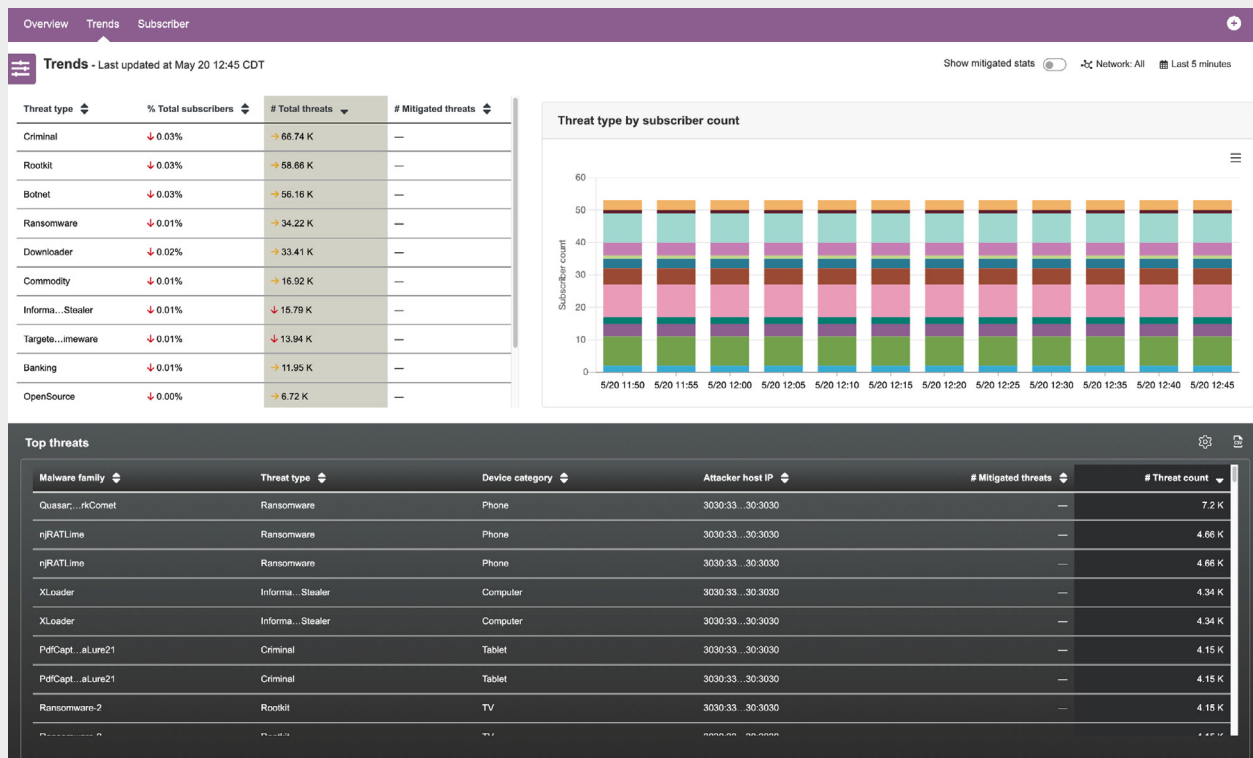 Overview Trends Subscriber
Trends - Last updated at May 20 12:45 CDT
Show mitigated stats Network: All Last 5 minutes
Threat type % Total subscribers # Total threats # Mitigated threats
Criminal ↓ 0.03% → 66.74 K —
Rootkit ↓ 0.03% → 58.66 K —
Botnet ↓ 0.03% → 56.16 K —
Ransomware ↓ 0.01% → 34.22 K —
Downloader ↓ 0.02% → 33.41 K —
Commodity ↓ 0.01% → 16.92 K —
Informa...Stealer ↓ 0.01% ↓ 15.79 K —
Targete...imeware ↓ 0.01% ↓ 13.94 K —
Banking ↓ 0.01% → 11.95 K —
OpenSource ↓ 0.00% → 6.72 K —
Threat type by subscriber count
60
50
40
30
20
10
0
Subscriber count
5/20 11:50 5/20 11:55 5/20 12:00 5/20 12:05 5/20 12:10 5/20 12:15 5/20 12:20 5/20 12:25 5/20 12:30 5/20 12:35 5/20 12:40 5/20 12:45
Top threats
CSV
Malware family Threat type Device category Attacker host IP # Mitigated threats # Threat count
Quasar;...rkComet Ransomware Phone 3030:33...30:3030 — 7.2 K
njRATLime Ransomware Phone 3030:33...30:3030 — 4.66 K
njRATLime Ransomware Phone 3030:33...30:3030 — 4.66 K
XLoader Informa...Stealer Computer 3030:33...30:3030 — 4.34 K
XLoader Informa...Stealer Computer 3030:33...30:3030 — 4.34 K
PdfCapt...aLure21 Criminal Tablet 3030:33...30:3030 — 4.15 K
PdfCapt...aLure21 Criminal Tablet 3030:33...30:3030 — 4.15 K
Ransomware-2 Rootkit TV 3030:33...30:3030 — 4.15 K